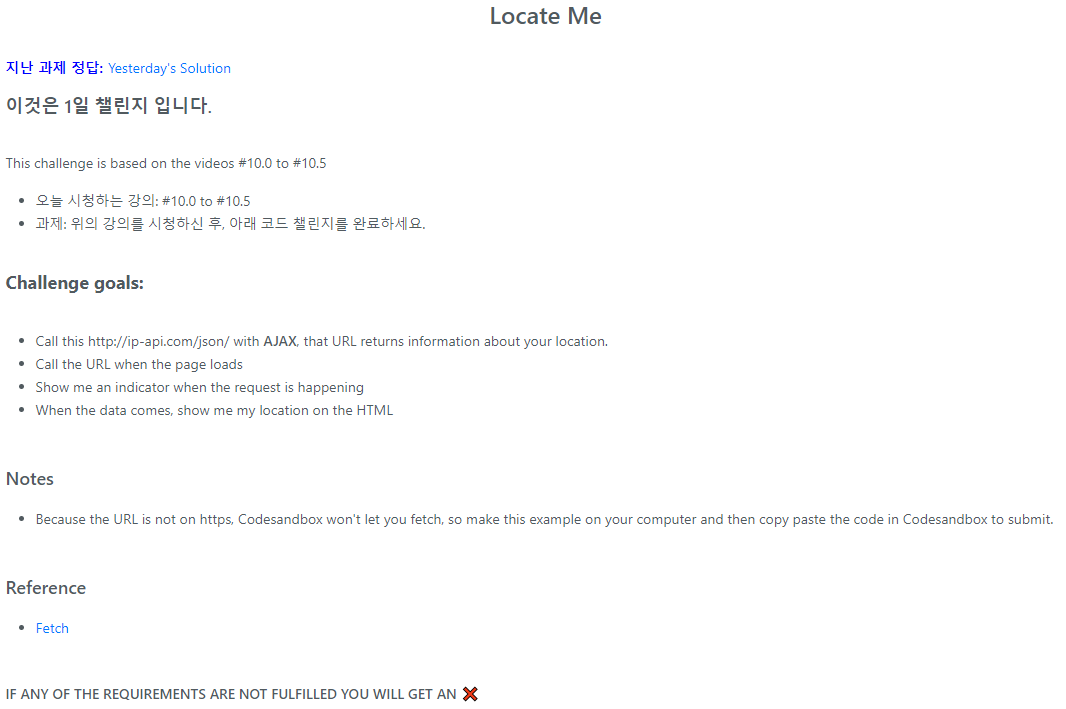 Locate Me
지난 과제 정답: Yesterday's Solution
이것은 1일 챌린지 입니다.
This challenge is based on the videos #10.0 to #10.5
오늘 시청하는 강의: #10.0 to #10.5
과제: 위의 강의를 시청하신 후, 아래 코드 챌린지를 완료하세요.
Challenge goals:
Call this http://ip-api.com/json/ with AJAX, that URL returns information about your location.
Call the URL when the page loads
Show me an indicator when the request is happening
When the data comes, show me my location on the HTML
Notes
Because the URL is not on https, Codesandbox won't let you fetch, so make this example on your computer and then copy paste the code in Codesandbox to submit.
Reference
Fetch
IF ANY OF THE REQUIREMENTS ARE NOT FULFILLED YOU WILL GET AN ❌